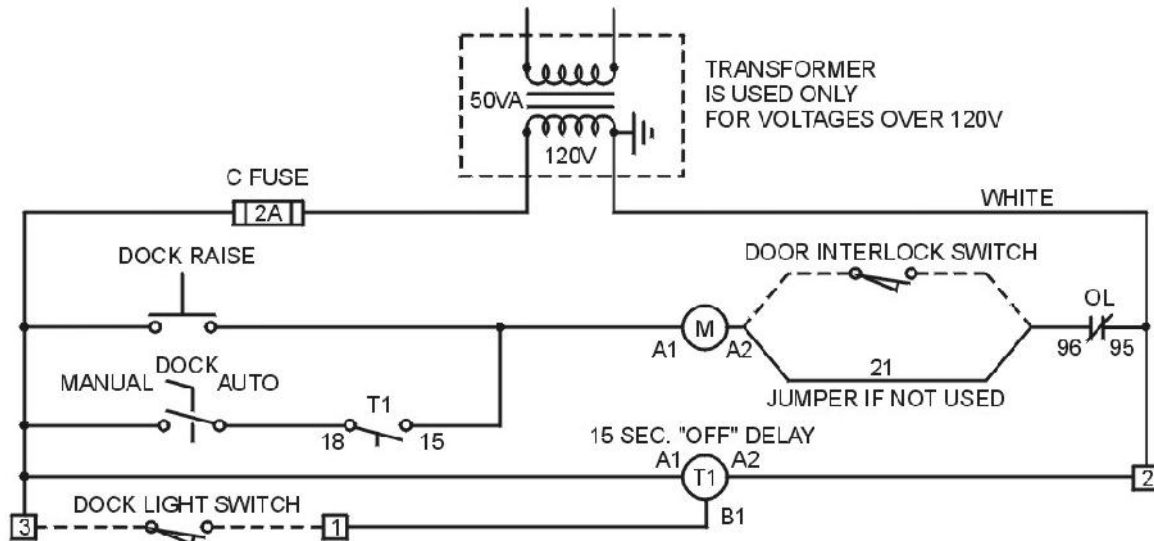 TRANSFORMER
IS USED ONLY
FOR VOLTAGES OVER 120V
50VA
120V
C FUSE
2A
WHITE
DOCK RAISE
DOOR INTERLOCK SWITCH
OL
M
A1 A2
96 95
DOCK
MANUAL AUTO
21
JUMPER IF NOT USED
T1
18 15
15 SEC. "OFF" DELAY
A1 A2
T1
2
DOCK LIGHT SWITCH
B1
3
1